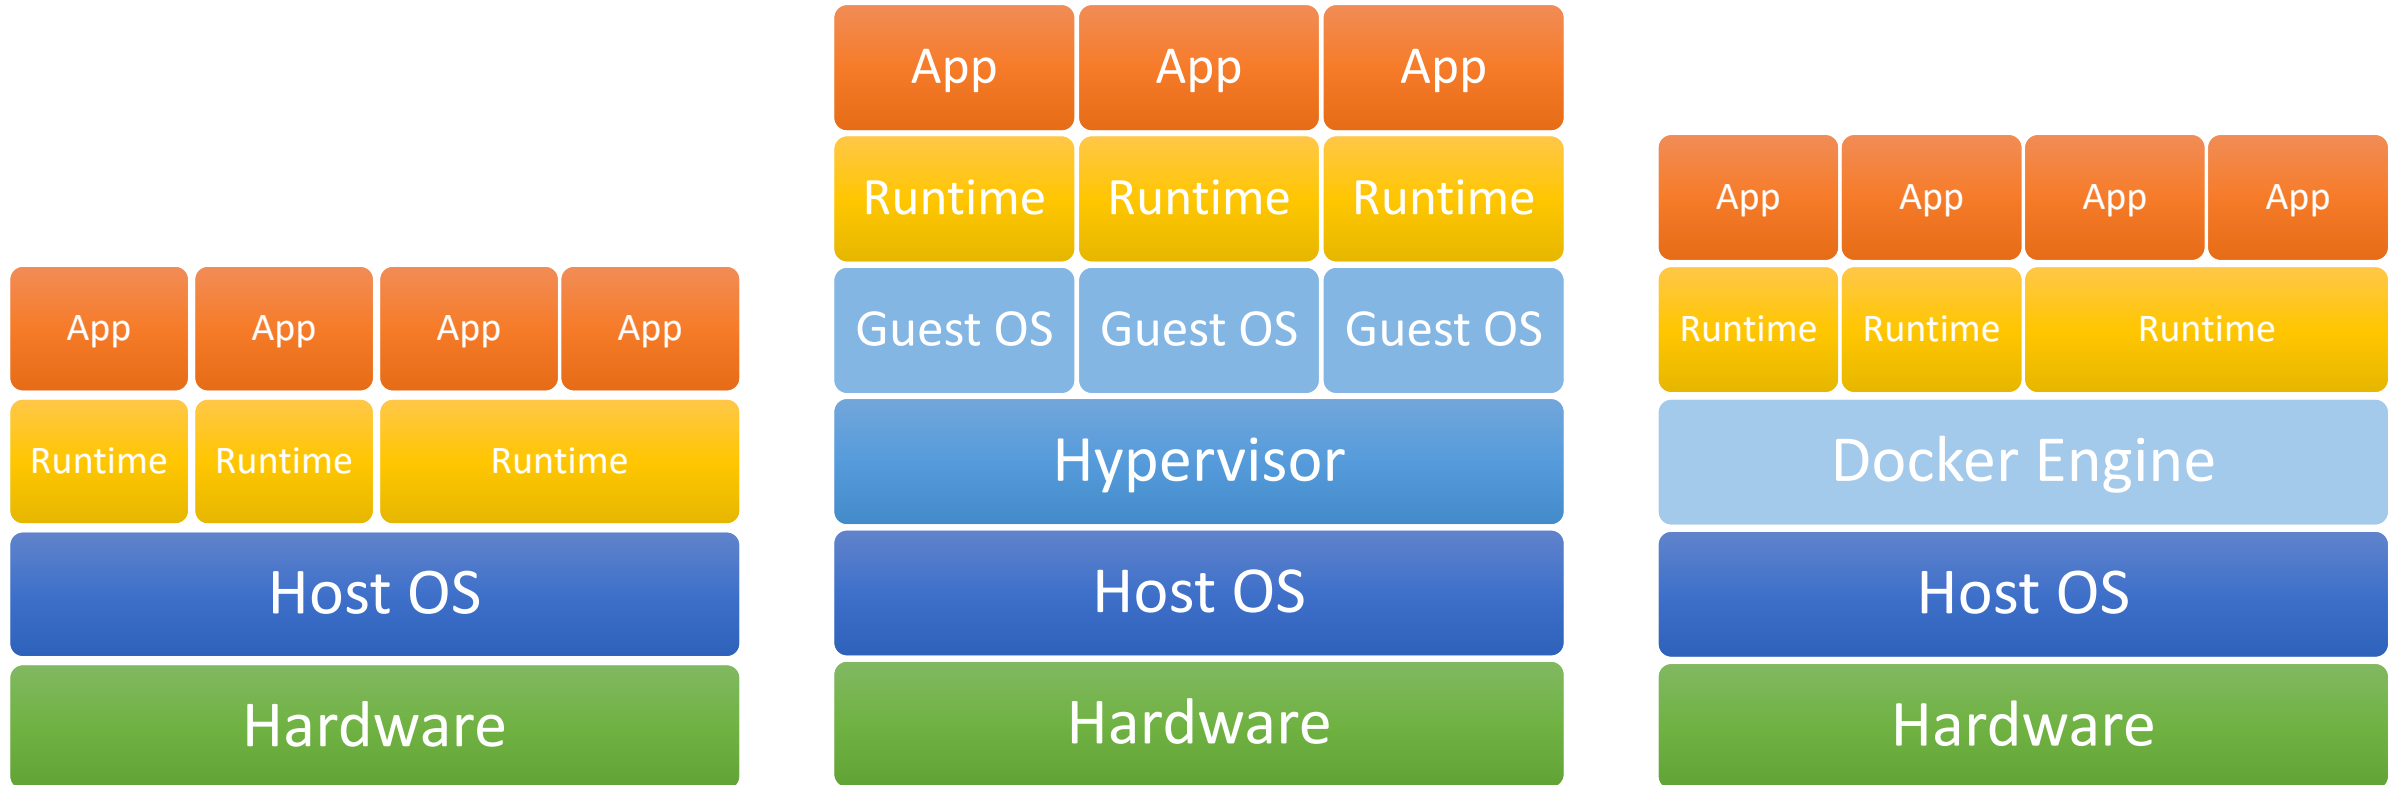 App App App App
Runtime Runtime Runtime
Host OS
Hardware
App App App
Runtime Runtime Runtime
Guest OS Guest OS Guest OS
Hypervisor
Host OS
Hardware
App App App App
Runtime Runtime Runtime
Docker Engine
Host OS
Hardware